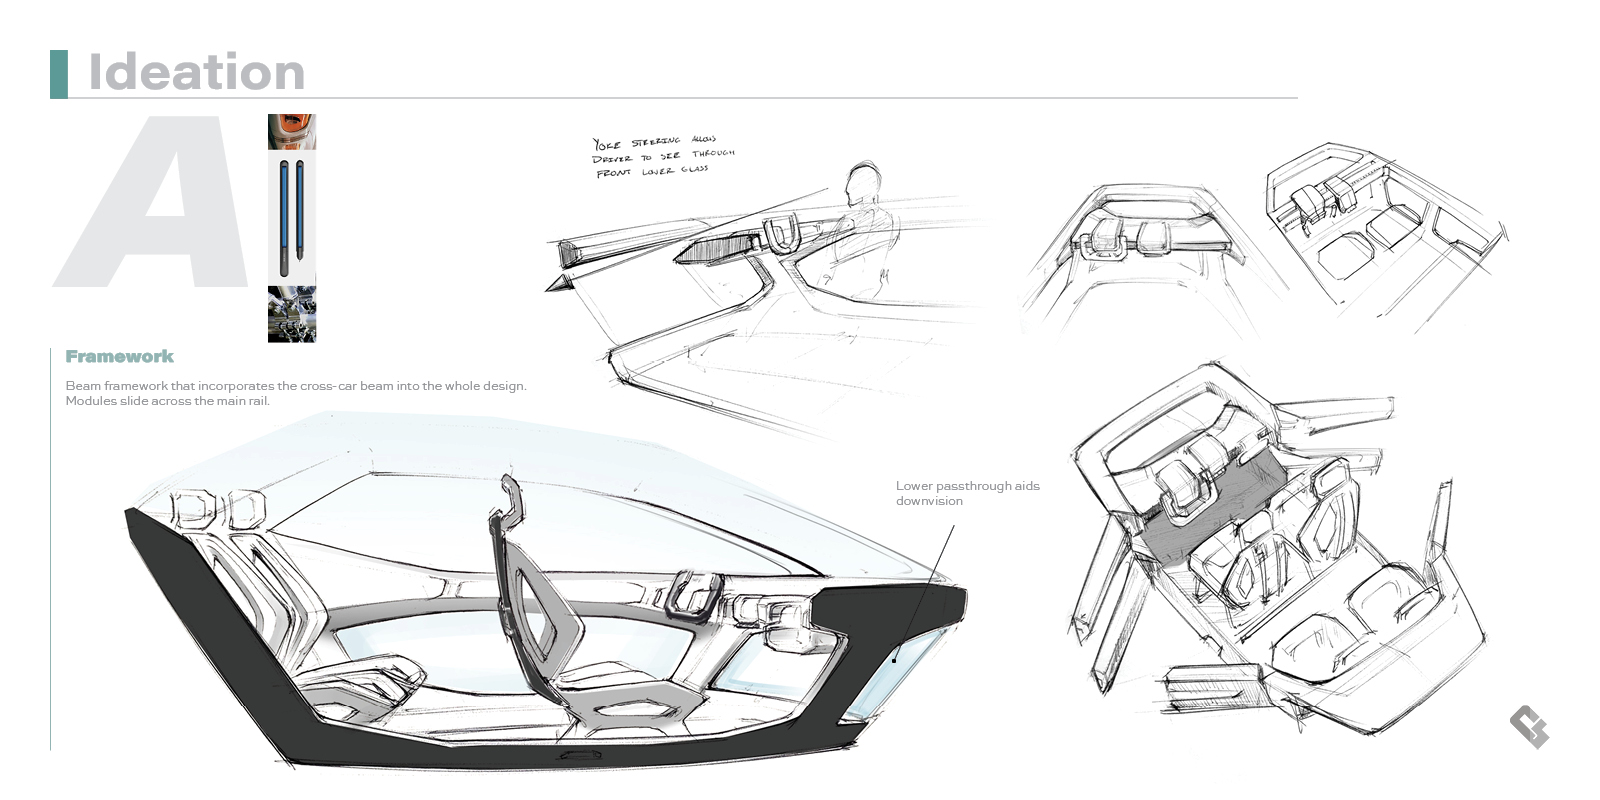 Ideation
A
Yoke steering allows
Driver to see through
front lower glass
Framework
Beam framework that incorporates the cross-car beam into the whole design.
Modules slide across the main rail.
Lower passthrough aids
downvision